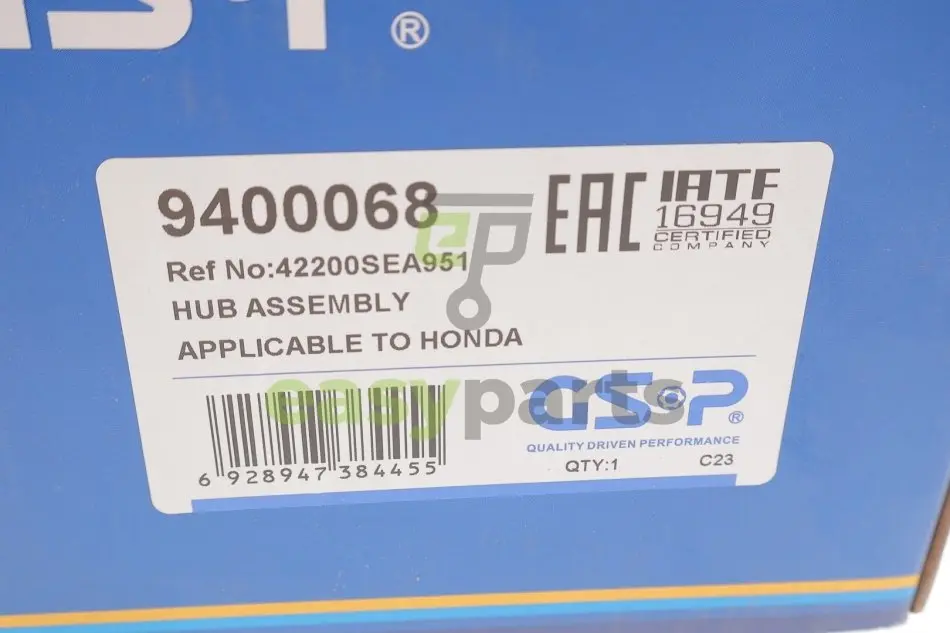 GSP®
9400068
EAC
IATF
16949
CERTIFIED
COMPANY
Ref No:42200SEA951
HUB ASSEMBLY
APPLICABLE TO HONDA
easyparts
GSP®
QUALITY DRIVEN PERFORMANCE
6 928947 384455
QTY:1
C23